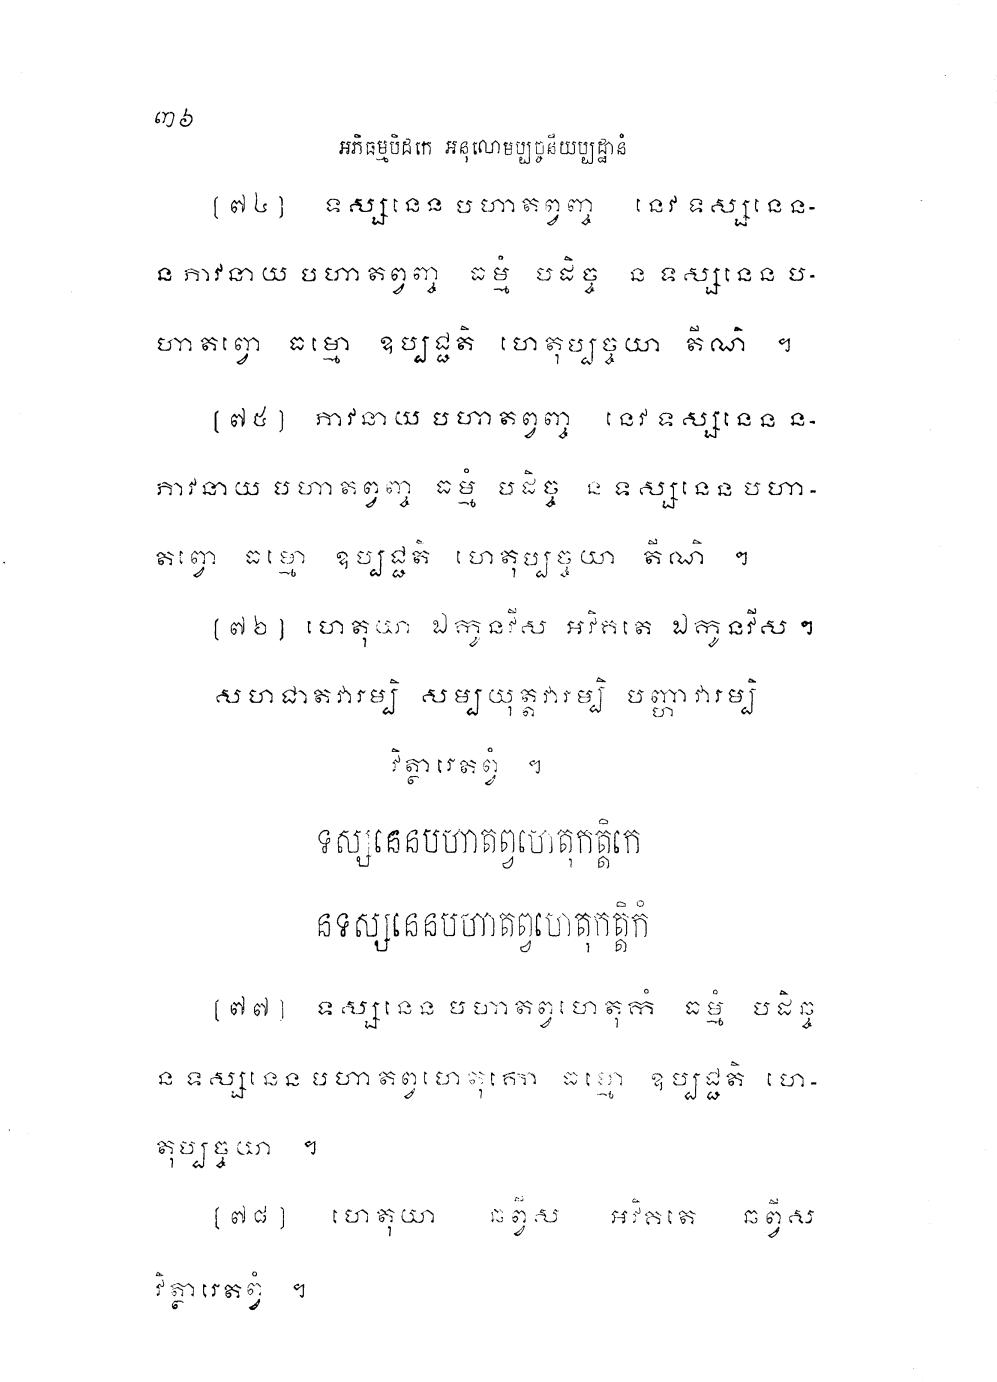 ៣៦
អភិធម្មបិដកេ អនុលោមប្បច្ចនីយប្បដ្ឋានំ
[៧៤] ទស្សនេន បហាតព្វញ្ច នេវ ទស្សនេន-
ន ភាវនាយ បហាតព្វញ្ច ធម្មំ បដិច្ច ន ទស្សនេន ប-
ហាតព្វោ ធម្មោ ឧប្បជ្ជតិ ហេតុប្បច្ចយា តីណិ ។
[៧៥] ភាវនាយ បហាតព្វញ្ច នេវ ទស្សនេន ន-
ភាវនាយ បហាតព្វញ្ច ធម្មំ បដិច្ច ន ទស្សនេន បហា-
តព្វោ ធម្មោ ឧប្បជ្ជតិ ហេតុប្បច្ចយា តីណិ ។
[៧៦] ហេតុយា ឯកូនវីស អវិគតេ ឯកូនវីស ។
សហជាតវារម្បិ សម្បយុត្តវារម្បិ បញ្ហាវារម្បិ
វិត្ថារេតព្វំ ។
ទស្សនេនបហាតព្វហេតុកត្តិកេ
នទស្សនេនបហាតព្វហេតុកត្តិកំ
[៧៧] ទស្សនេន បហាតព្វហេតុកំ ធម្មំ បដិច្ច
ន ទស្សនេន បហាតព្វហេតុកោ ធម្មោ ឧប្បជ្ជតិ ហេ-
តុប្បច្ចយា ។
[៧៨] ហេតុយា ឆព្វីស អវិគតេ ឆព្វីស
វិត្ថារេតព្វំ ។